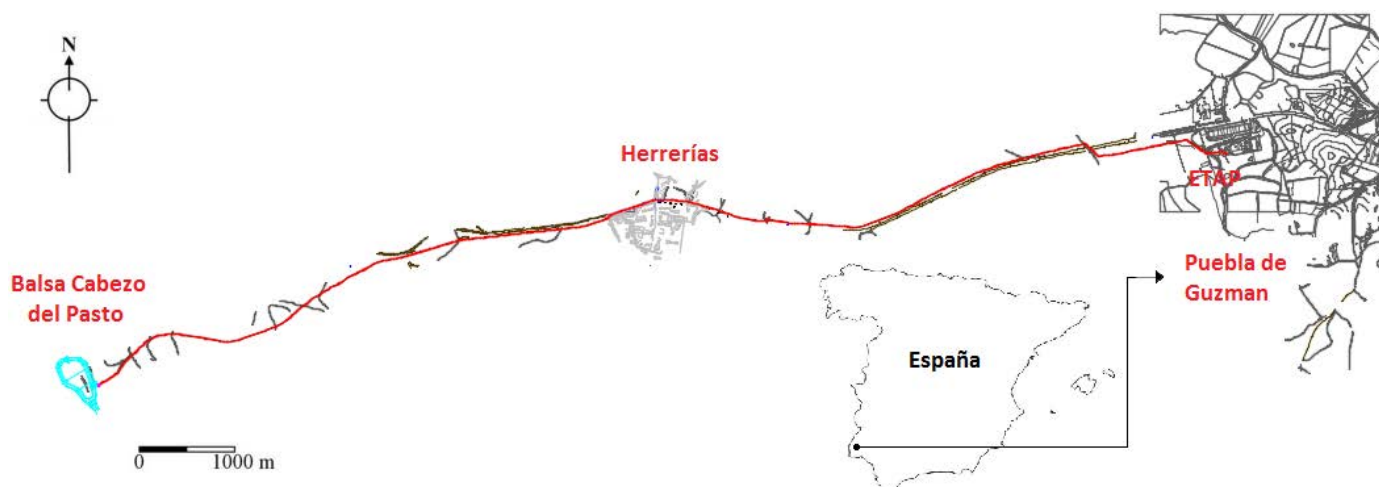 N
Herrerías
ETAP
Balsa Cabezo
del Pasto
Puebla de
Guzman
España
0 1000 m